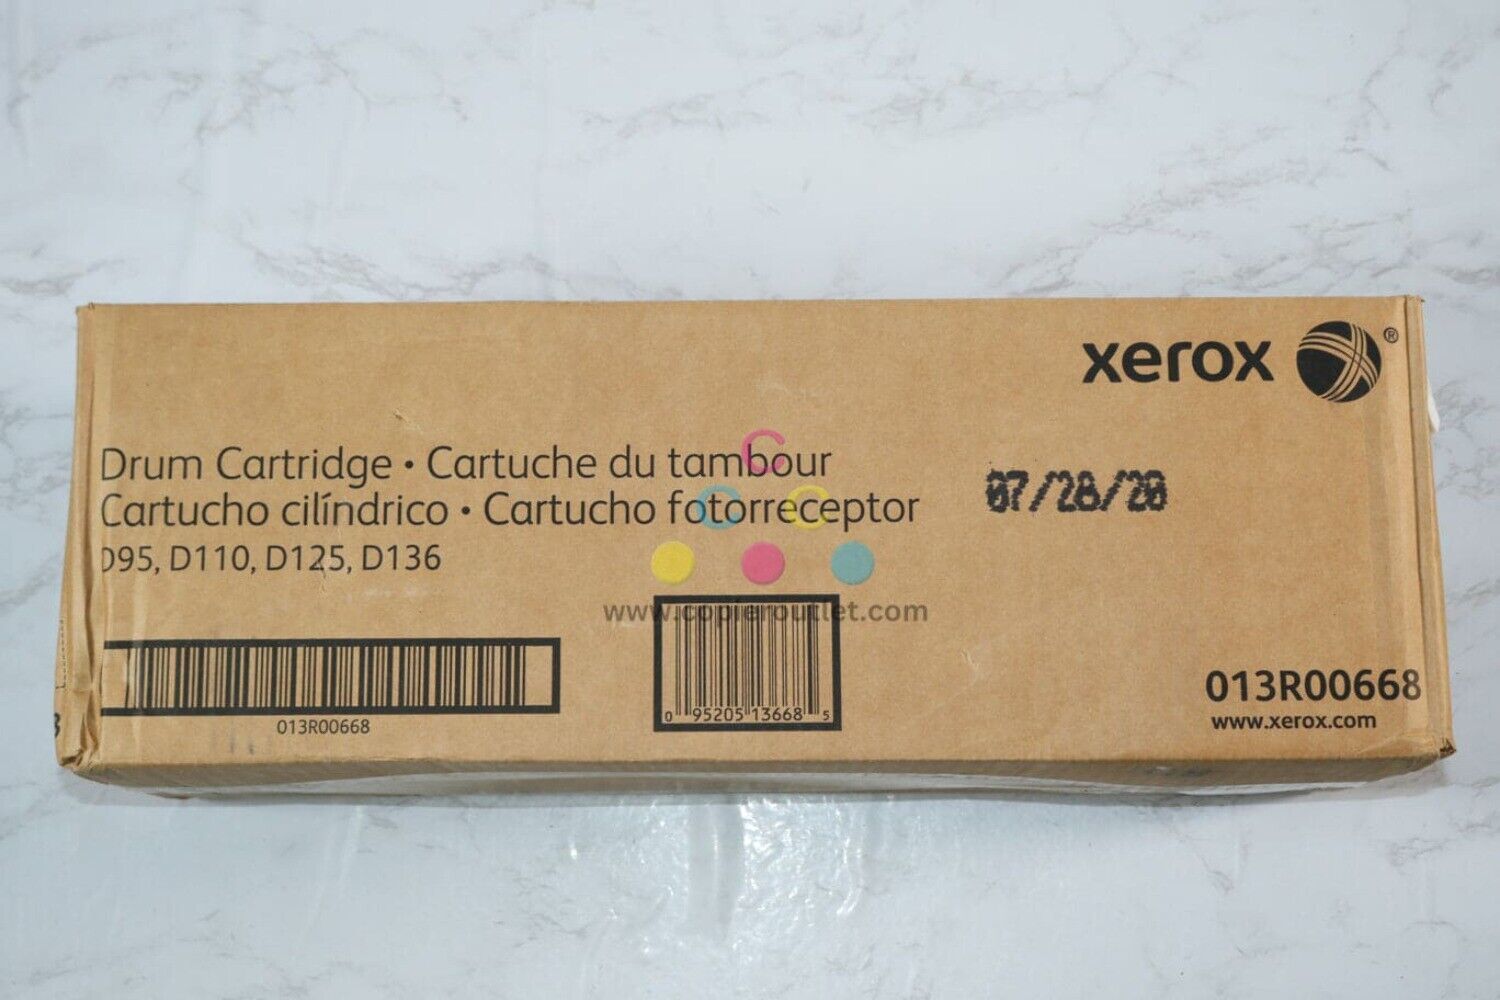 xerox ®
Drum Cartridge • Cartuche du tambour
Cartucho cilíndrico • Cartucho fotorreceptor
D95, D110, D125, D136
07/28/20
C
C C
www.copieroutlet.com
013R00668
0 95205 13668 5
013R00668
www.xerox.com